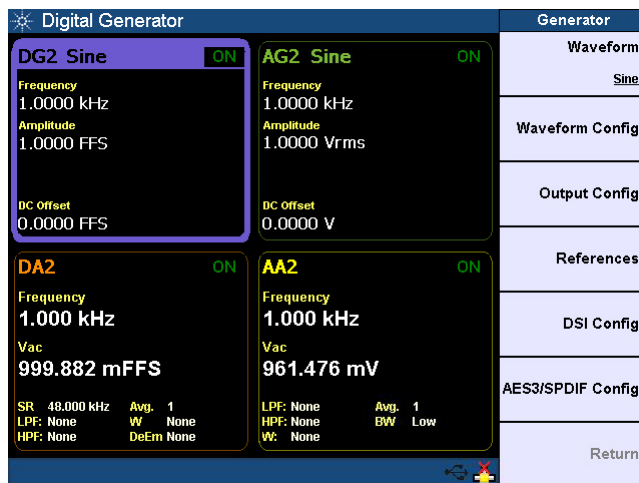 Digital Generator
Generator
DG2 Sine ON
Frequency
1.0000 kHz
Amplitude
1.0000 FFS
DC Offset
0.0000 FFS
AG2 Sine ON
Frequency
1.0000 kHz
Amplitude
1.0000 Vrms
DC Offset
0.0000 V
DA2 ON
Frequency
1.000 kHz
Vac
999.882 mFFS
SR 48.000 kHz Avg. 1
LPF: None W None
HPF: None DeEm None
AA2 ON
Frequency
1.000 kHz
Vac
961.476 mV
LPF: None Avg. 1
HPF: None BW Low
W: None
Waveform
Sine
Waveform Config
Output Config
References
DSI Config
AES3/SPDIF Config
Return